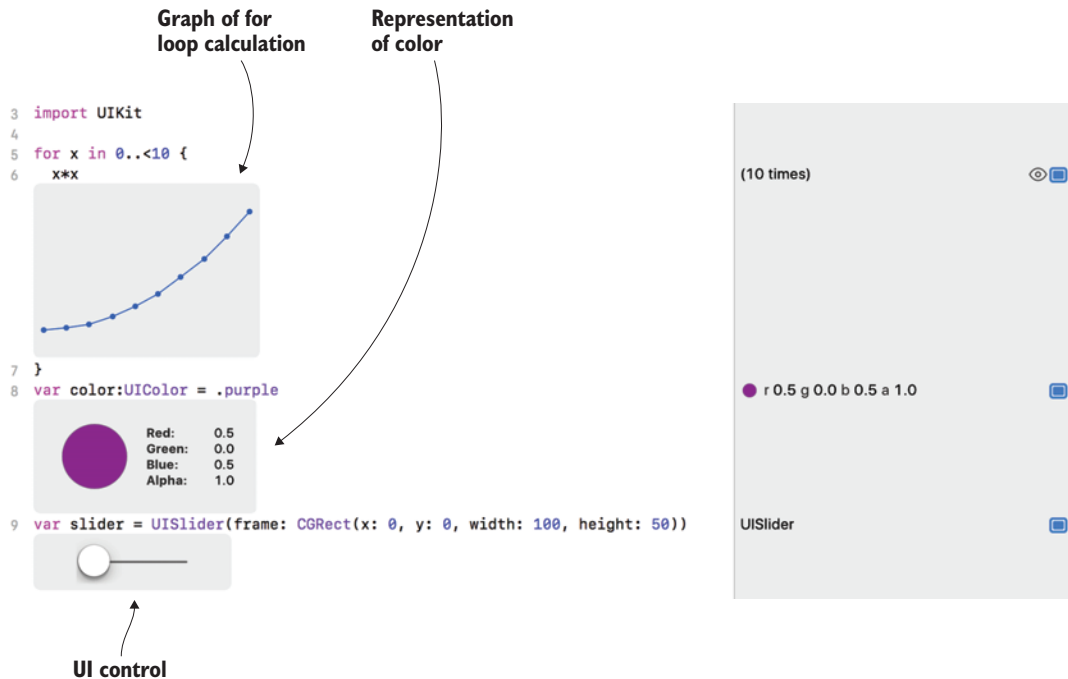 Graph of for
loop calculation
Representation
of color
3 import UIKit
4
5 for x in 0..<10 {
6 x*x
(10 times)
7 }
8 var color:UIColor = .purple
r 0.5 g 0.0 b 0.5 a 1.0
Red: 0.5
Green: 0.0
Blue: 0.5
Alpha: 1.0
9 var slider = UISlider(frame: CGRect(x: 0, y: 0, width: 100, height: 50))
UISlider
UI control